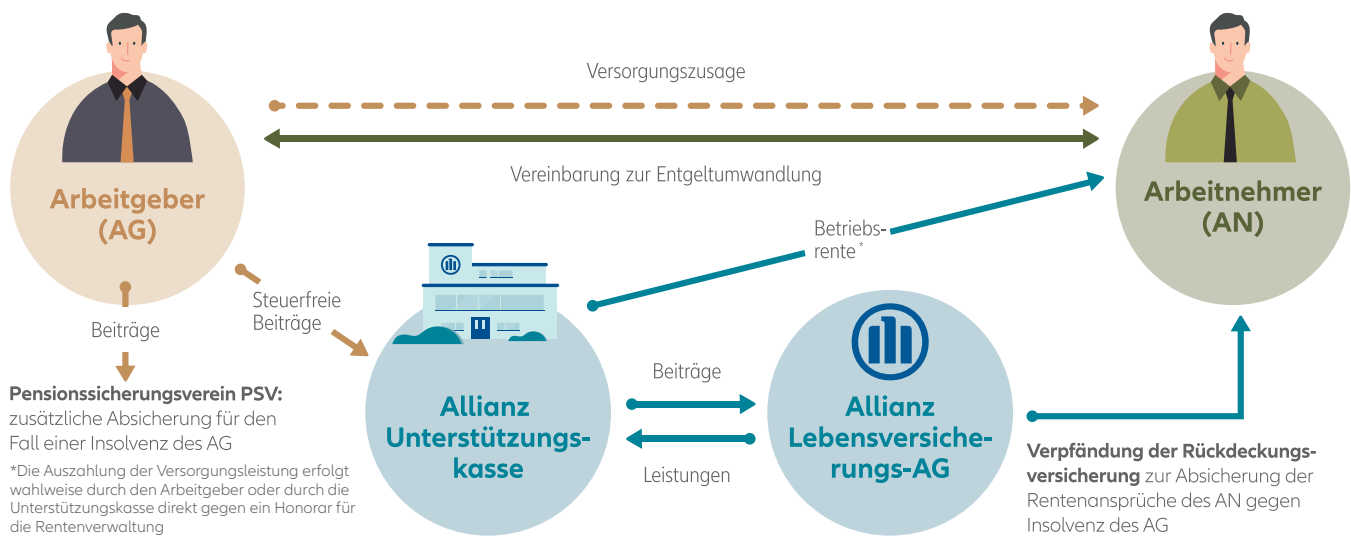 Versorgungszusage
Vereinbarung zur Entgeltumwandlung
Arbeitgeber
(AG)
Arbeitnehmer
(AN)
Betriebs-
rente*
Steuerfreie
Beiträge
Beiträge
Pensionssicherungsverein PSV:
zusätzliche Absicherung für den
Fall einer Insolvenz des AG
*Die Auszahlung der Versorgungsleistung erfolgt
wahlweise durch den Arbeitgeber oder durch die
Unterstützungskasse direkt gegen ein Honorar für
die Rentenverwaltung
Allianz
Unterstützungs-
kasse
Beiträge
Leistungen
Allianz
Lebensversiche-
rungs-AG
Verpfändung der Rückdeckungs-
versicherung zur Absicherung der
Rentenansprüche des AN gegen
Insolvenz des AG